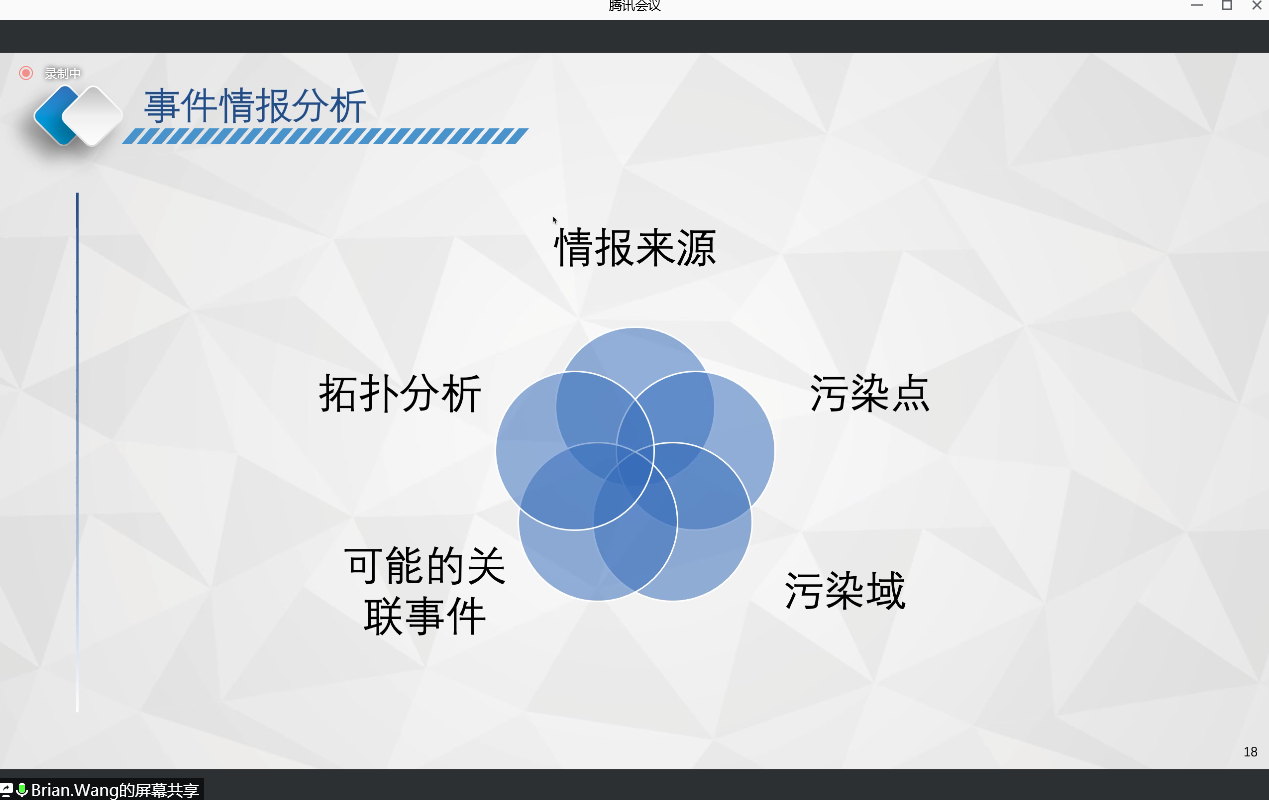 腾讯会议
录制中
事件情报分析
情报来源
拓扑分析
污染点
可能的关
联事件
污染域
18
Brian.Wang的屏幕共享